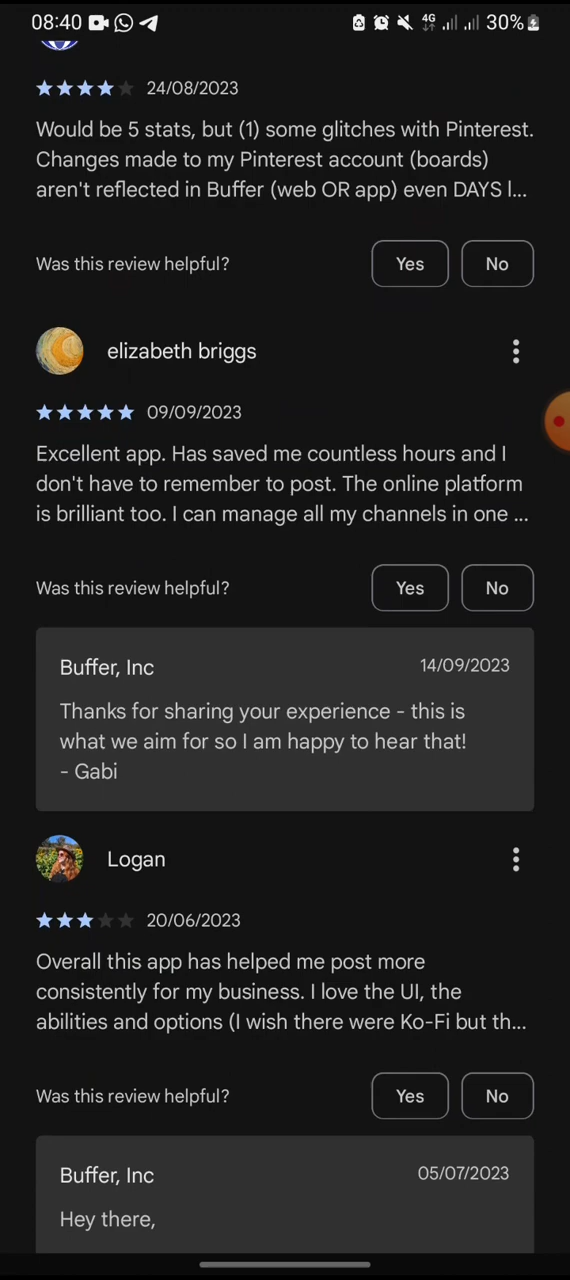 08:40 4G 30%
24/08/2023
Would be 5 stats, but (1) some glitches with Pinterest.
Changes made to my Pinterest account (boards)
aren't reflected in Buffer (web OR app) even DAYS l...
Was this review helpful? Yes No
elizabeth briggs
09/09/2023
Excellent app. Has saved me countless hours and I
don't have to remember to post. The online platform
is brilliant too. I can manage all my channels in one ...
Was this review helpful? Yes No
Buffer, Inc 14/09/2023
Thanks for sharing your experience - this is
what we aim for so I am happy to hear that!
- Gabi
Logan
20/06/2023
Overall this app has helped me post more
consistently for my business. I love the UI, the
abilities and options (I wish there were Ko-Fi but th...
Was this review helpful? Yes No
Buffer, Inc 05/07/2023
Hey there,